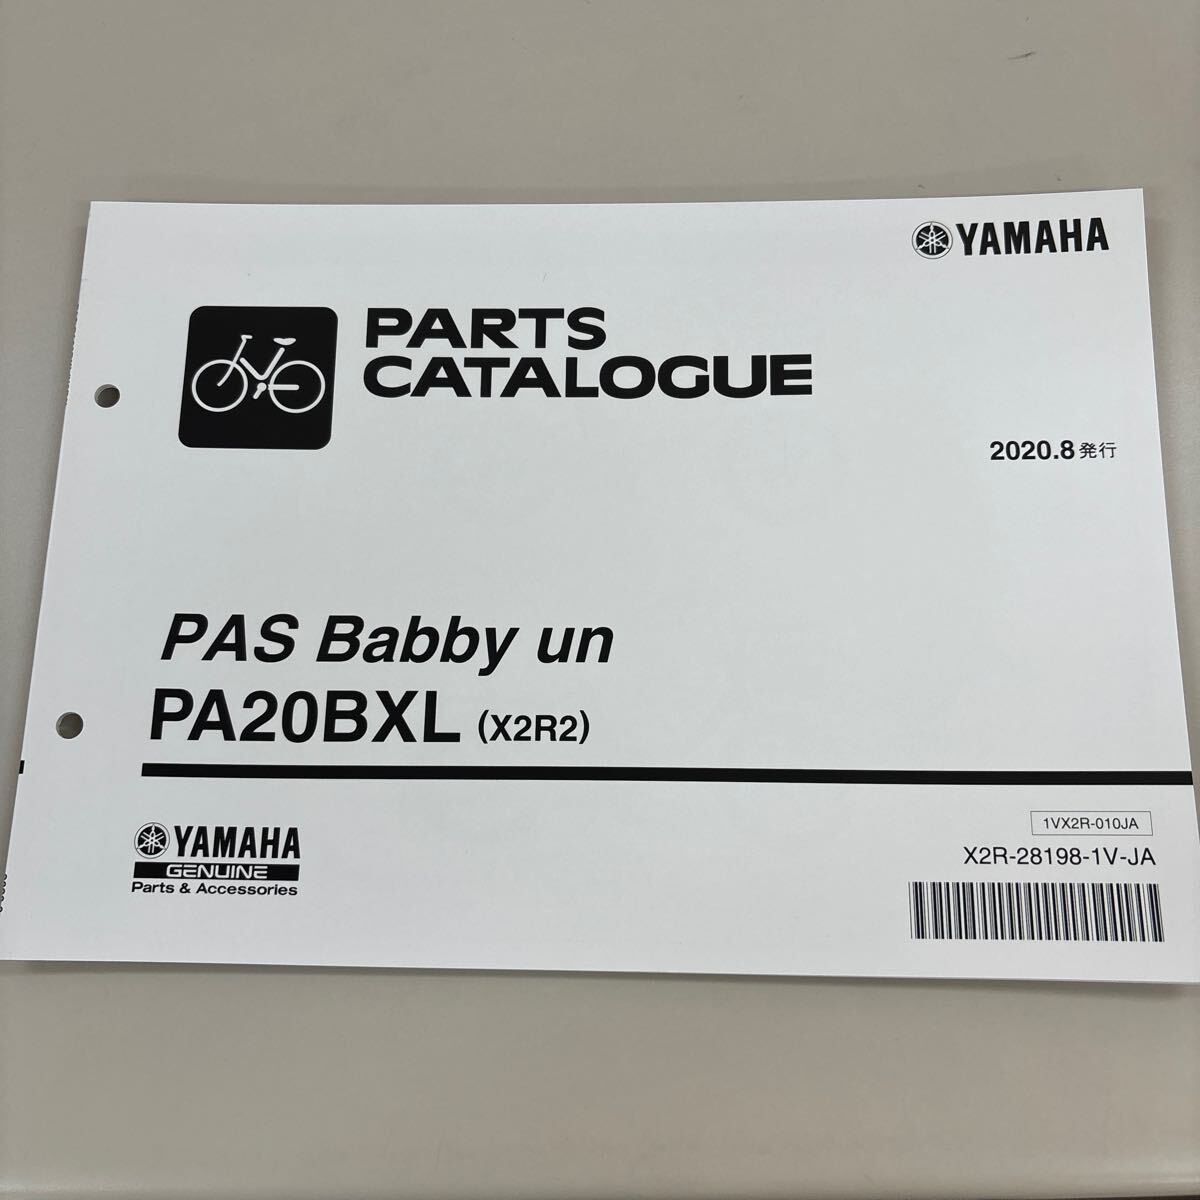 YAMAHA
PARTS
CATALOGUE
2020.8発行
PAS Babby un
PA20BXL (X2R2)
YAMAHA
GENUINE
Parts & Accessories
1VX2R-010JA
X2R-28198-1V-JA